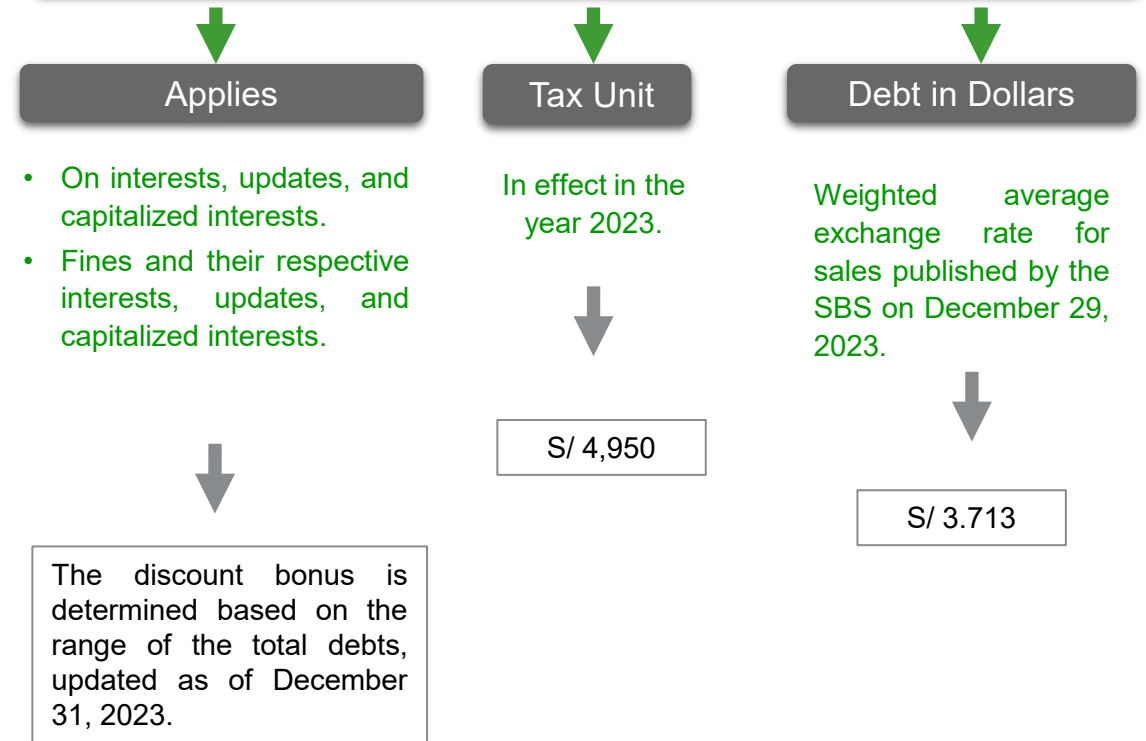 Applies
• On interests, updates, and
capitalized interests.
• Fines and their respective
interests, updates, and
capitalized interests.
The discount bonus is
determined based on the
range of the total debts,
updated as of December
31, 2023.
Tax Unit
In effect in the
year 2023.
S/ 4,950
Debt in Dollars
Weighted average
exchange rate for
sales published by the
SBS on December 29,
2023.
S/ 3.713